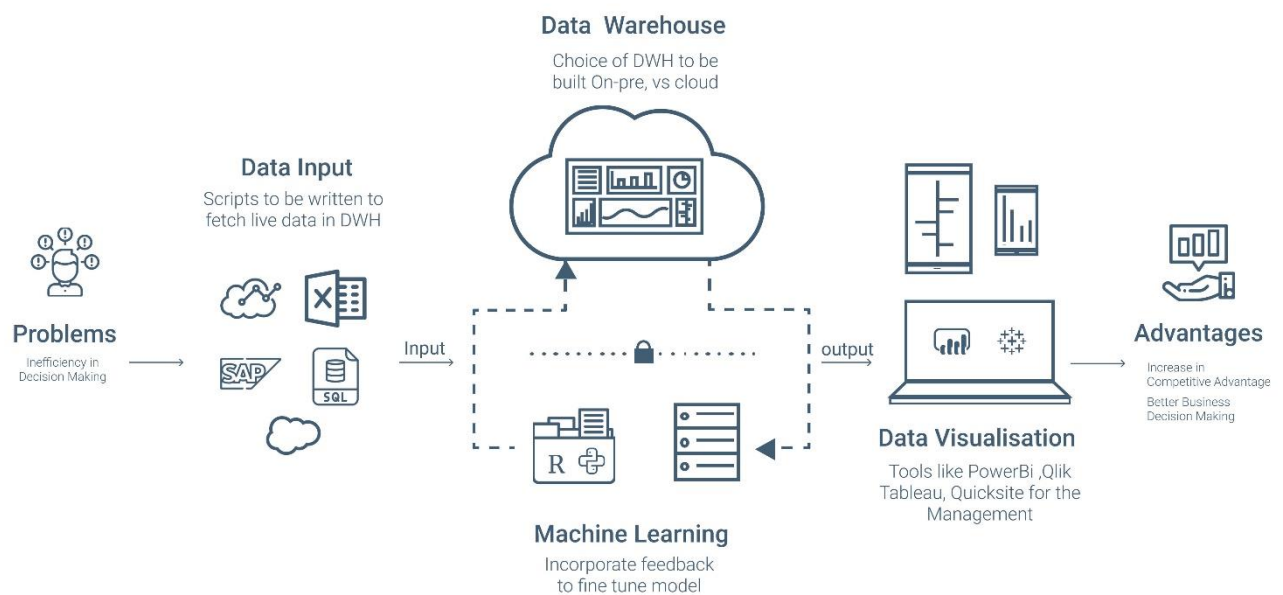 Data Warehouse
Choice of DWH to be
built On-pre, vs cloud
Data Input
Scripts to be written to
fetch live data in DWH
Problems
Inefficiency in
Decision Making
SAP
SQL
Input
output
R
Machine Learning
Incorporate feedback
to fine tune model
Data Visualisation
Tools like PowerBi ,Qlik
Tableau, Quicksite for the
Management
Advantages
Increase in
Competitive Advantage
Better Business
Decision Making